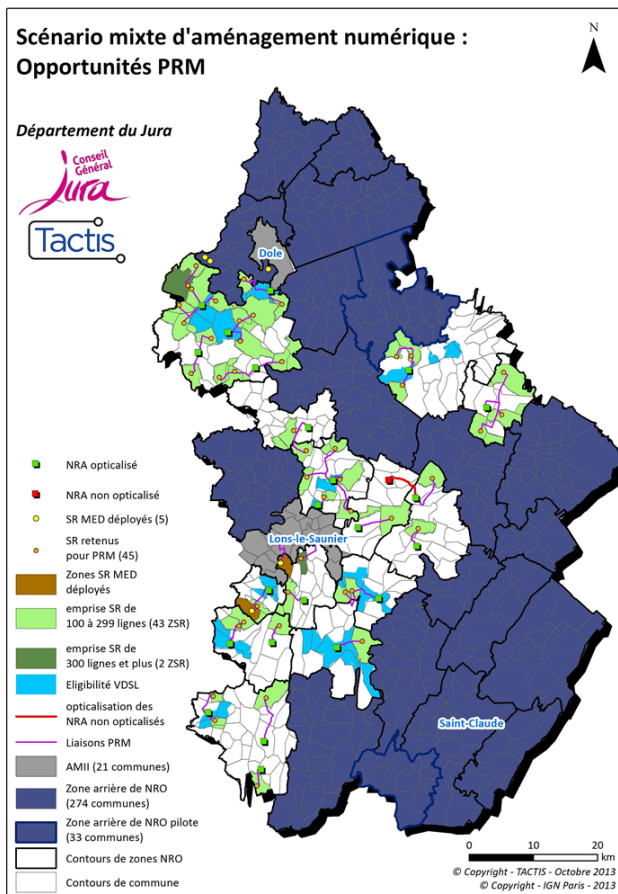 Scénario mixte d'aménagement numérique :
Opportunités PRM
N
Département du Jura
Conseil
Général
Jura
Tactis
Dole
Lons-le-Saunier
Saint-Claude
NRA opticalisé
NRA non opticalisé
SR MED déployés (5)
SR retenus
pour PRM (45)
Zones SR MED
déployés
emprise SR de
100 à 299 lignes (43 ZSR)
emprise SR de
300 lignes et plus (2 ZSR)
Eligibilité VDSL
opticalisation des
NRA non opticalisés
Liaisons PRM
AMII (21 communes)
Zone arrière de NRO
(274 communes)
Zone arrière de NRO pilote
(33 communes)
Contours de zones NRO
Contours de commune
0 10 20
km
© Copyright - TACTIS - Octobre 2013
© Copyright - IGN Paris - 2013